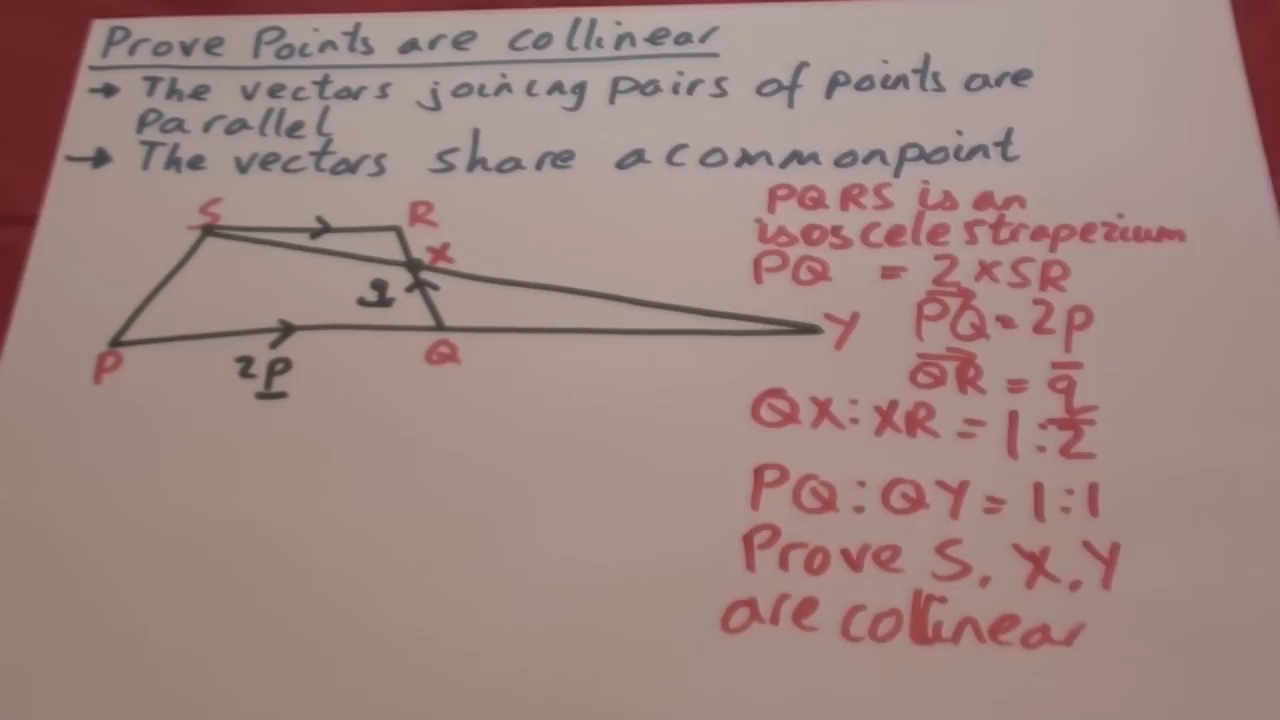 Prove Points are collinear
→ The vectors joining pairs of points are
parallel
→ The vectors share a common point
S
R
X
q
P
2p
Q
Y
PQRS is an
isosceles trapezium
PQ = 2 x SR
PQ = 2p
QR = q
QX : XR = 1 : 2
PQ : QY = 1 : 1
Prove S, X, Y
are collinear